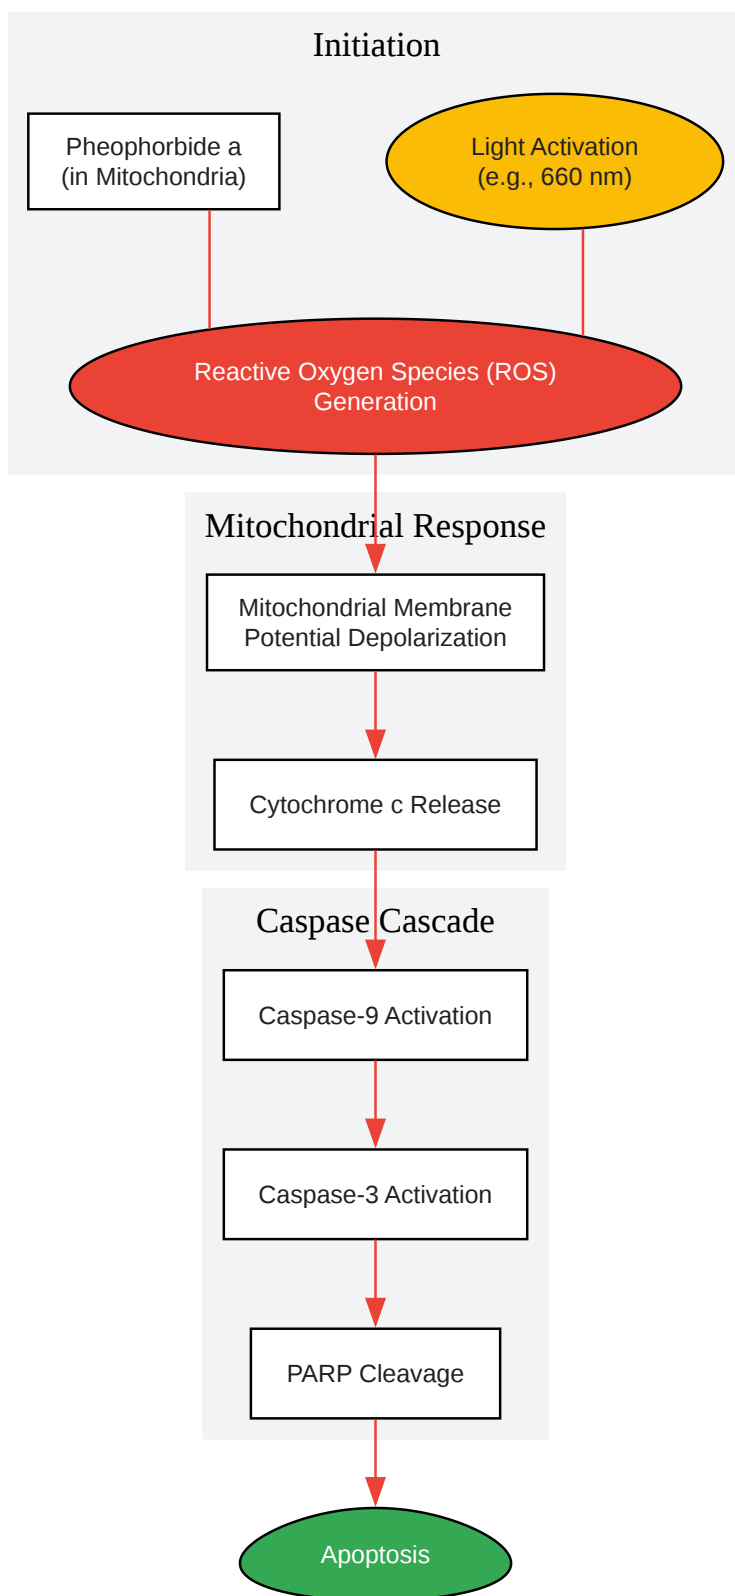 Initiation
Pheophorbide a
(in Mitochondria)
Light Activation
(e.g., 660 nm)
Reactive Oxygen Species (ROS)
Generation
Mitochondrial Response
Mitochondrial Membrane
Potential Depolarization
Cytochrome c Release
Caspase Cascade
Caspase-9 Activation
Caspase-3 Activation
PARP Cleavage
Apoptosis